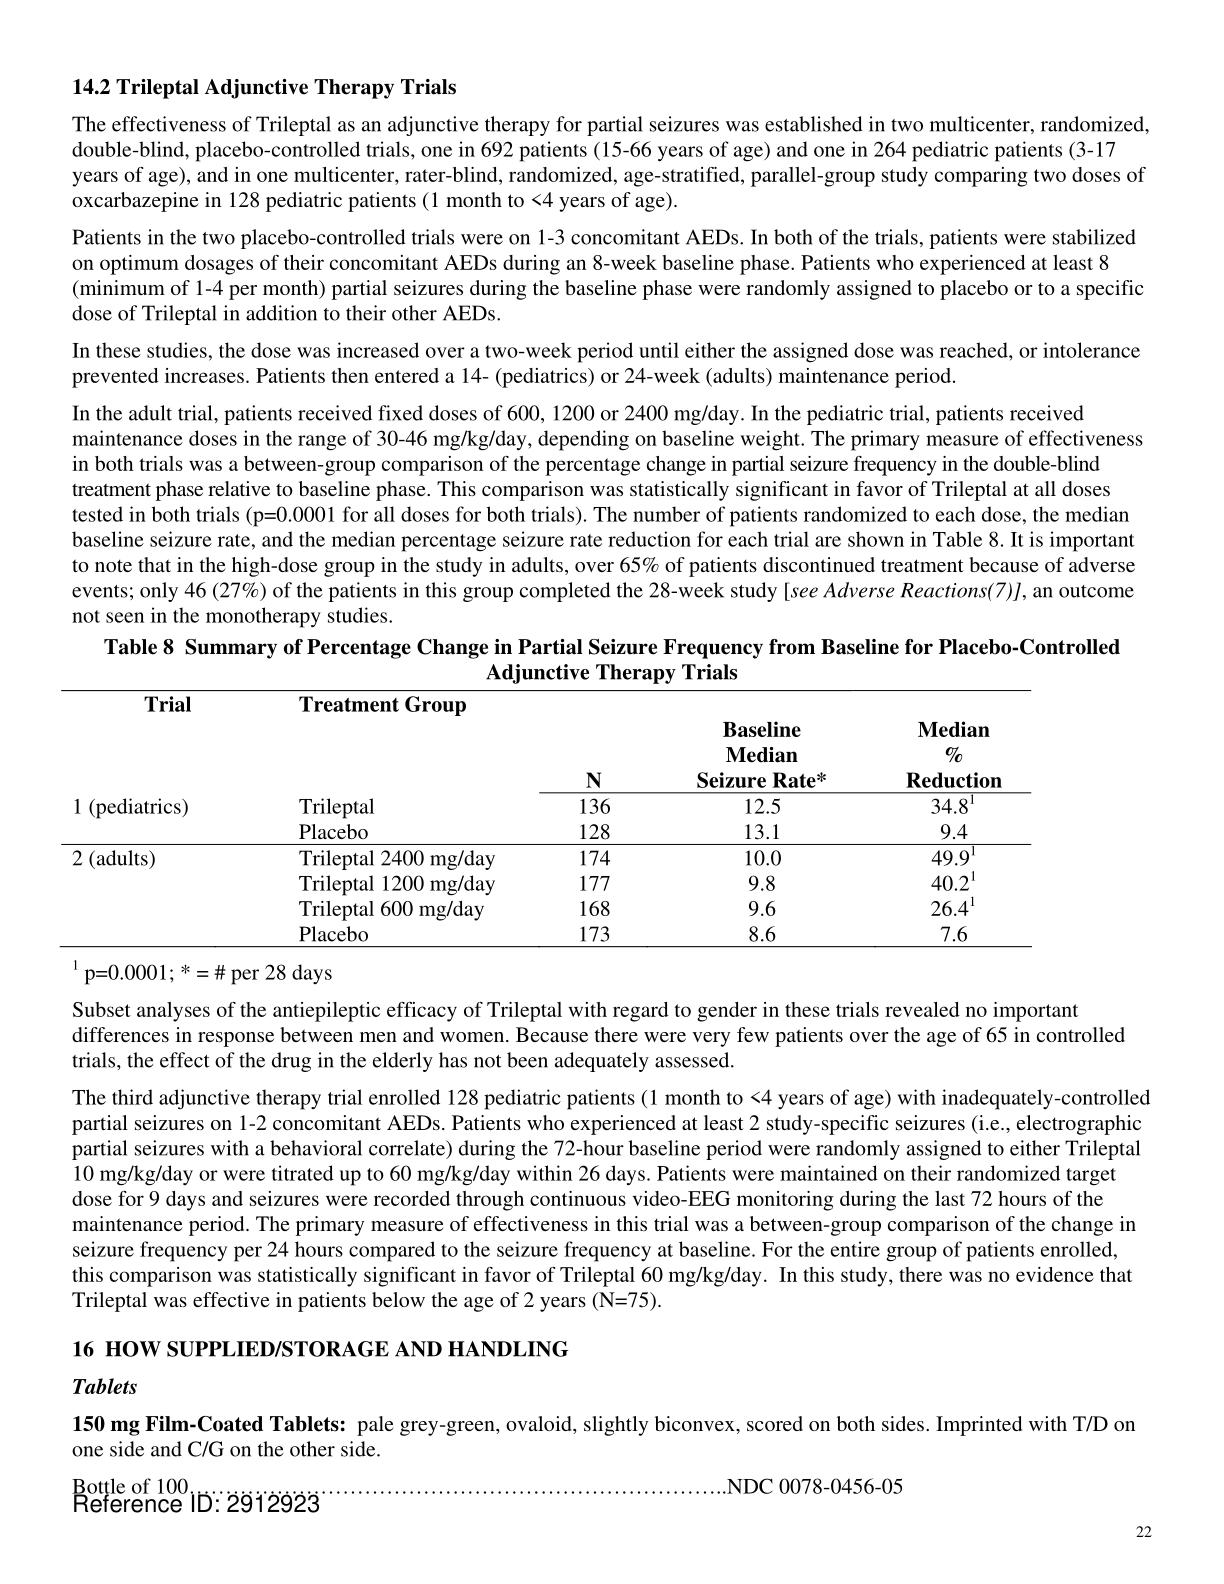 14.2 Trileptal Adjunctive Therapy Trials
The effectiveness of Trileptal as an adjunctive therapy for partial seizures was established in two multicenter, randomized,
double-blind, placebo-controlled trials, one in 692 patients (15-66 years of age) and one in 264 pediatric patients (3-17
years of age), and in one multicenter, rater-blind, randomized, age-stratified, parallel-group study comparing two doses of
oxcarbazepine in 128 pediatric patients (1 month to <4 years of age).
Patients in the two placebo-controlled trials were on 1-3 concomitant AEDs. In both of the trials, patients were stabilized
on optimum dosages of their concomitant AEDs during an 8-week baseline phase. Patients who experienced at least 8
(minimum of 1-4 per month) partial seizures during the baseline phase were randomly assigned to placebo or to a specific
dose of Trileptal in addition to their other AEDs.
In these studies, the dose was increased over a two-week period until either the assigned dose was reached, or intolerance
prevented increases. Patients then entered a 14- (pediatrics) or 24-week (adults) maintenance period.
In the adult trial, patients received fixed doses of 600, 1200 or 2400 mg/day. In the pediatric trial, patients received
maintenance doses in the range of 30-46 mg/kg/day, depending on baseline weight. The primary measure of effectiveness
in both trials was a between-group comparison of the percentage change in partial seizure frequency in the double-blind
treatment phase relative to baseline phase. This comparison was statistically significant in favor of Trileptal at all doses
tested in both trials (p=0.0001 for all doses for both trials). The number of patients randomized to each dose, the median
baseline seizure rate, and the median percentage seizure rate reduction for each trial are shown in Table 8. It is important
to note that in the high-dose group in the study in adults, over 65% of patients discontinued treatment because of adverse
events; only 46 (27%) of the patients in this group completed the 28-week study [see Adverse Reactions(7)], an outcome
not seen in the monotherapy studies.
Table 8 Summary of Percentage Change in Partial Seizure Frequency from Baseline for Placebo-Controlled
Adjunctive Therapy Trials
Trial Treatment Group
Baseline Median
Median %
N Seizure Rate* Reduction
1 (pediatrics) Trileptal 136 12.5 34.8¹
Placebo 128 13.1 9.4
2 (adults) Trileptal 2400 mg/day 174 10.0 49.9¹
Trileptal 1200 mg/day 177 9.8 40.2¹
Trileptal 600 mg/day 168 9.6 26.4¹
Placebo 173 8.6 7.6
¹ p=0.0001; * = # per 28 days
Subset analyses of the antiepileptic efficacy of Trileptal with regard to gender in these trials revealed no important
differences in response between men and women. Because there were very few patients over the age of 65 in controlled
trials, the effect of the drug in the elderly has not been adequately assessed.
The third adjunctive therapy trial enrolled 128 pediatric patients (1 month to <4 years of age) with inadequately-controlled
partial seizures on 1-2 concomitant AEDs. Patients who experienced at least 2 study-specific seizures (i.e., electrographic
partial seizures with a behavioral correlate) during the 72-hour baseline period were randomly assigned to either Trileptal
10 mg/kg/day or were titrated up to 60 mg/kg/day within 26 days. Patients were maintained on their randomized target
dose for 9 days and seizures were recorded through continuous video-EEG monitoring during the last 72 hours of the
maintenance period. The primary measure of effectiveness in this trial was a between-group comparison of the change in
seizure frequency per 24 hours compared to the seizure frequency at baseline. For the entire group of patients enrolled,
this comparison was statistically significant in favor of Trileptal 60 mg/kg/day. In this study, there was no evidence that
Trileptal was effective in patients below the age of 2 years (N=75).
16 HOW SUPPLIED/STORAGE AND HANDLING
Tablets
150 mg Film-Coated Tablets: pale grey-green, ovaloid, slightly biconvex, scored on both sides. Imprinted with T/D on
one side and C/G on the other side.
Bottle of 100…………………………………………………………………………..NDC 0078-0456-05
Reference ID: 2912923
22